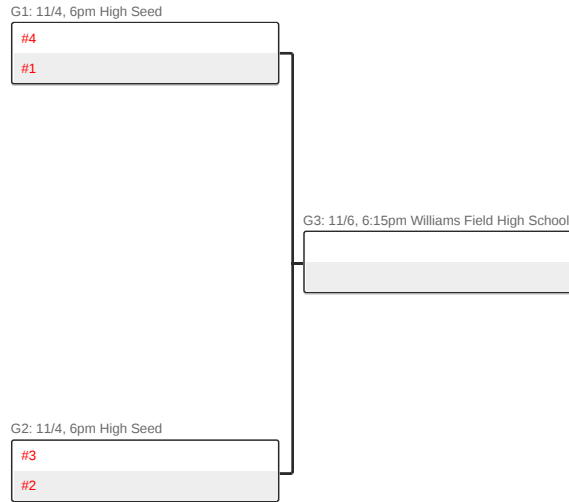 G1: 11/4, 6pm High Seed
#4
#1
G3: 11/6, 6:15pm Williams Field High School
G2: 11/4, 6pm High Seed
#3
#2